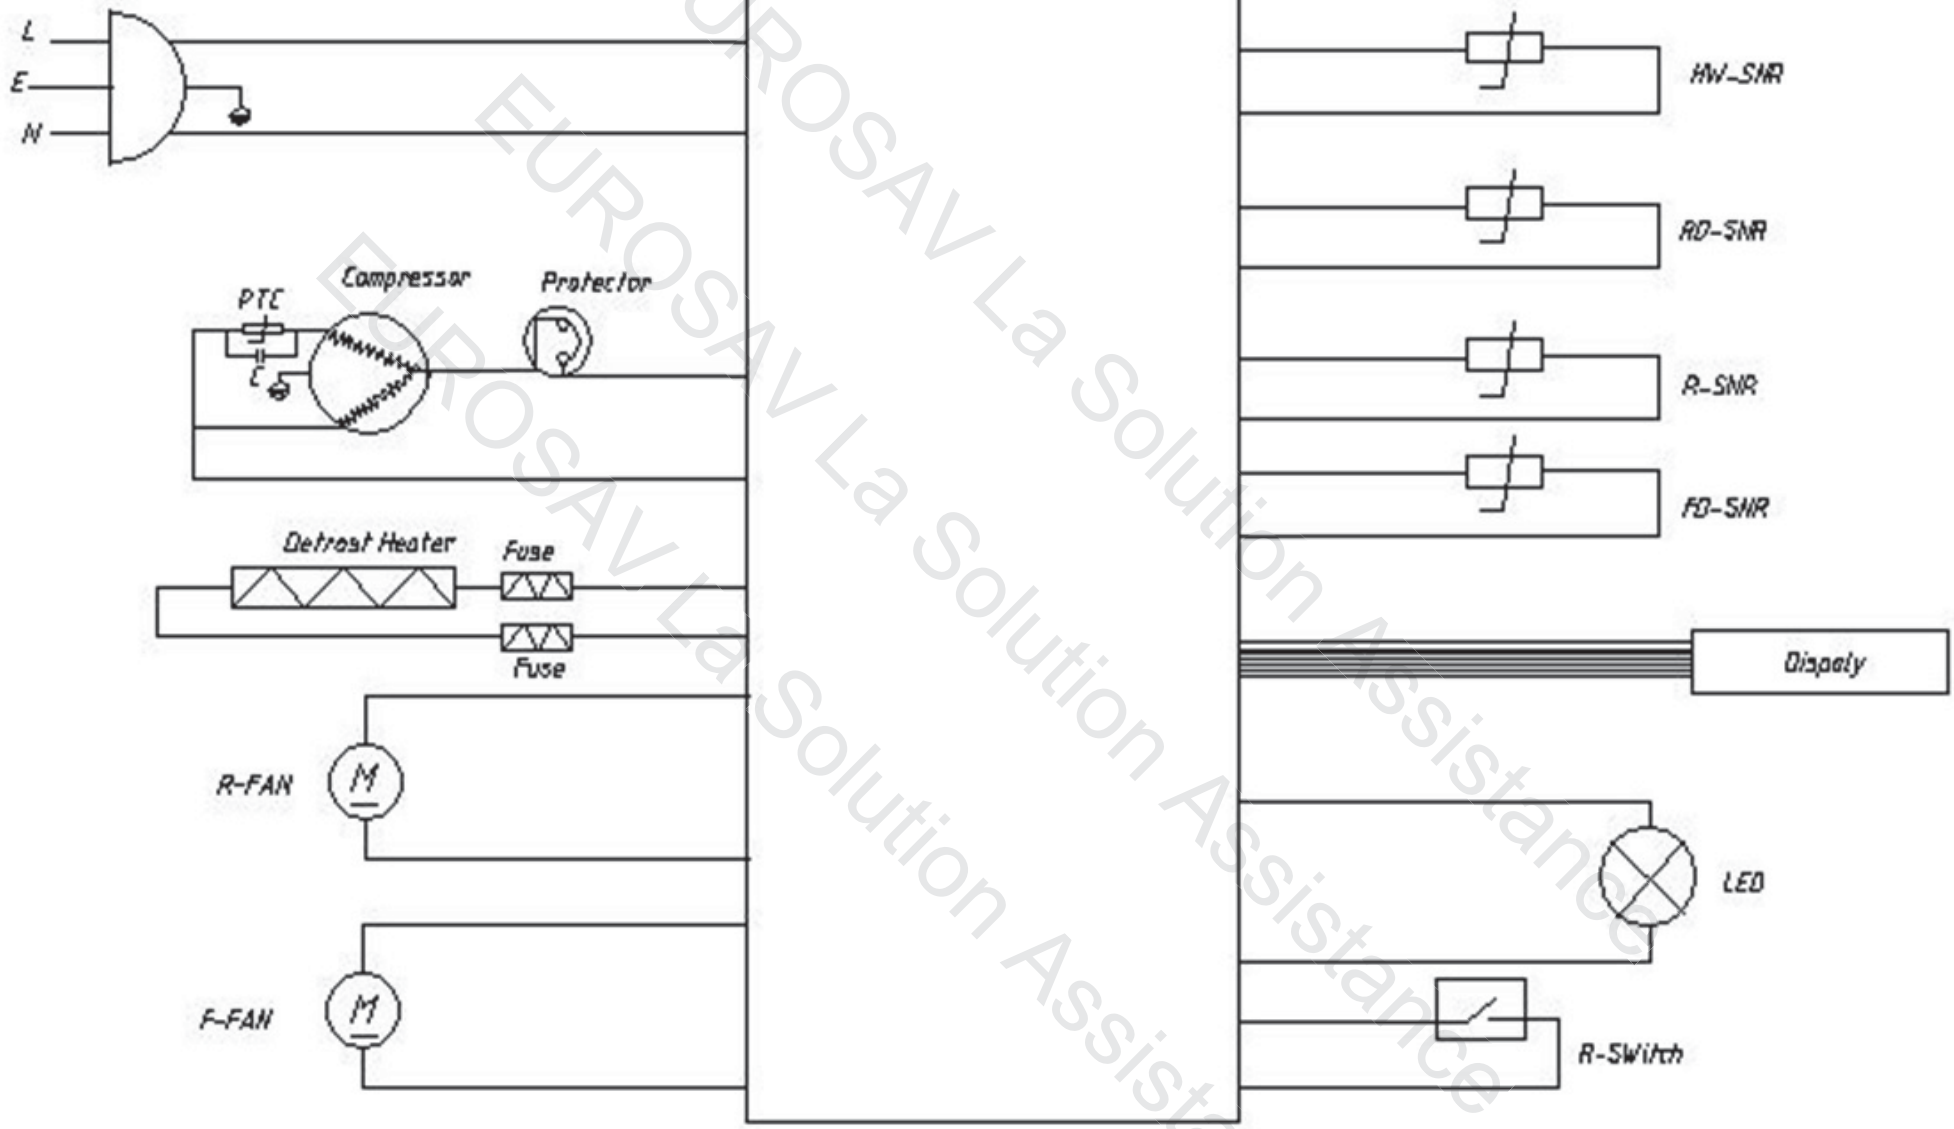 L
E
N
HW-SNR
RD-SNR
Compressor
Protector
PTC
C
R-SNR
FD-SNR
Defrost Heater
Fuse
Fuse
Dispaly
R-FAN
M
LED
F-FAN
M
R-SWitch
EUROSAV La Solution Assistance
EUROSAV La Solution Assistance
EUROSAV La Solution Assista